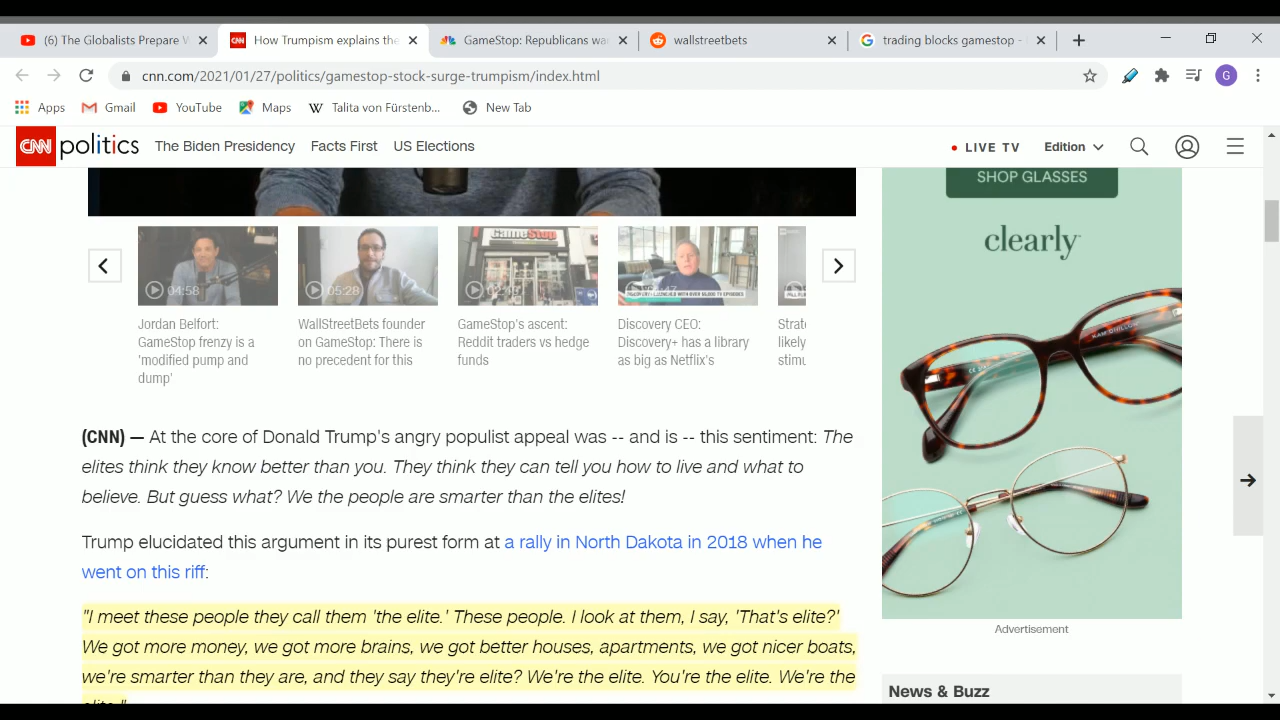 (6) The Globalists Prepare W
How Trumpism explains the
GameStop: Republicans wa
wallstreetbets
trading blocks gamestop -
cnn.com/2021/01/27/politics/gamestop-stock-surge-trumpism/index.html
G
Apps
Gmail
YouTube
Maps
Talita von Fürstenb...
New Tab
CNN politics
The Biden Presidency
Facts First
US Elections
LIVE TV
Edition
SHOP GLASSES
clearly
GameStop
04:58
05:28
Jordan Belfort:
GameStop frenzy is a
'modified pump and
dump'
WallStreetBets founder
on GameStop: There's
no precedent for this
GameStop's ascent:
Reddit traders vs hedge
funds
Discovery CEO:
Discovery+ has a library
as big as Netflix's
Strate
likely
stimu
(CNN) — At the core of Donald Trump's angry populist appeal was -- and is -- this sentiment: The
elites think they know better than you. They think they can tell you how to live and what to
believe. But guess what? We the people are smarter than the elites!
Trump elucidated this argument in its purest form at a rally in North Dakota in 2018 when he
went on this riff:
"I meet these people they call them 'the elite.' These people. I look at them, I say, 'That's elite?'
We got more money, we got more brains, we got better houses, apartments, we got nicer boats,
we're smarter than they are, and they say they're elite? We're the elite. You're the elite. We're the
elite."
Advertisement
News & Buzz